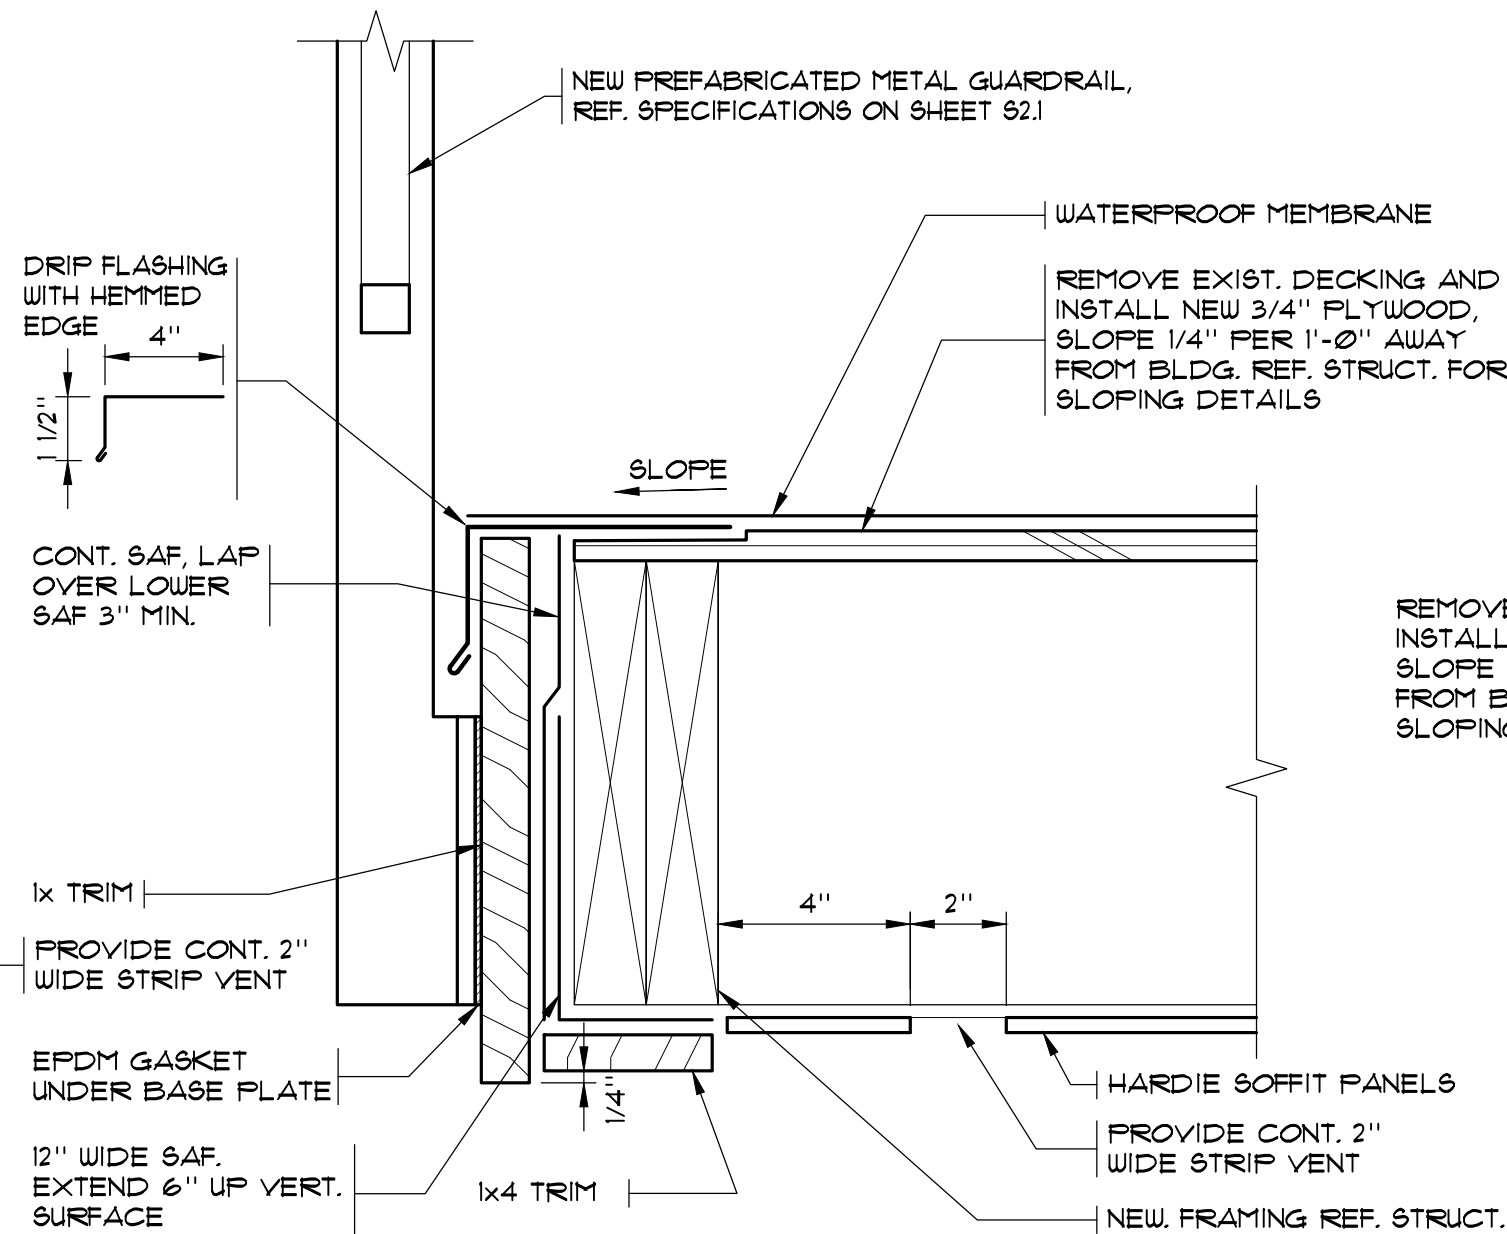 NEW PREFABRICATED METAL GUARDRAIL,
REF. SPECIFICATIONS ON SHEET S2.1
WATERPROOF MEMBRANE
REMOVE EXIST. DECKING AND
INSTALL NEW 3/4" PLYWOOD,
SLOPE 1/4" PER 1'-0" AWAY
FROM BLDG. REF. STRUCT. FOR
SLOPING DETAILS
DRIP FLASHING
WITH HEMMED
EDGE
4"
1 1/2"
SLOPE
CONT. SAF, LAP
OVER LOWER
SAF 3" MIN.
REMOVE
INSTALL
SLOPE
FROM B
SLOPING
1x TRIM
PROVIDE CONT. 2"
WIDE STRIP VENT
4"
2"
EPDM GASKET
UNDER BASE PLATE
1/4"
12" WIDE SAF.
EXTEND 6" UP VERT.
SURFACE
1x4 TRIM
HARDIE SOFFIT PANELS
PROVIDE CONT. 2"
WIDE STRIP VENT
NEW. FRAMING REF. STRUCT.